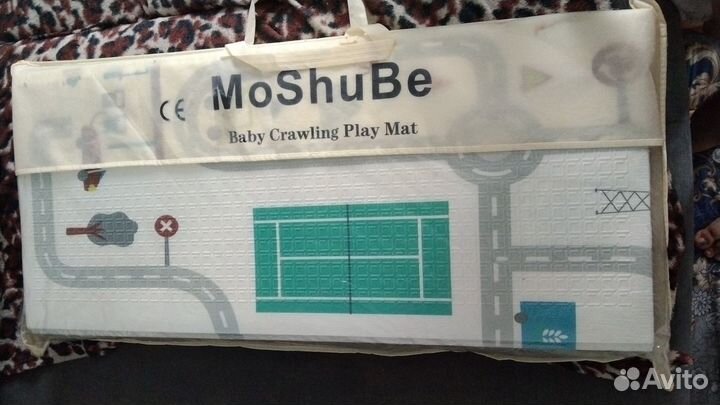 CE MoShuBe
Baby Crawling Play Mat
Avito